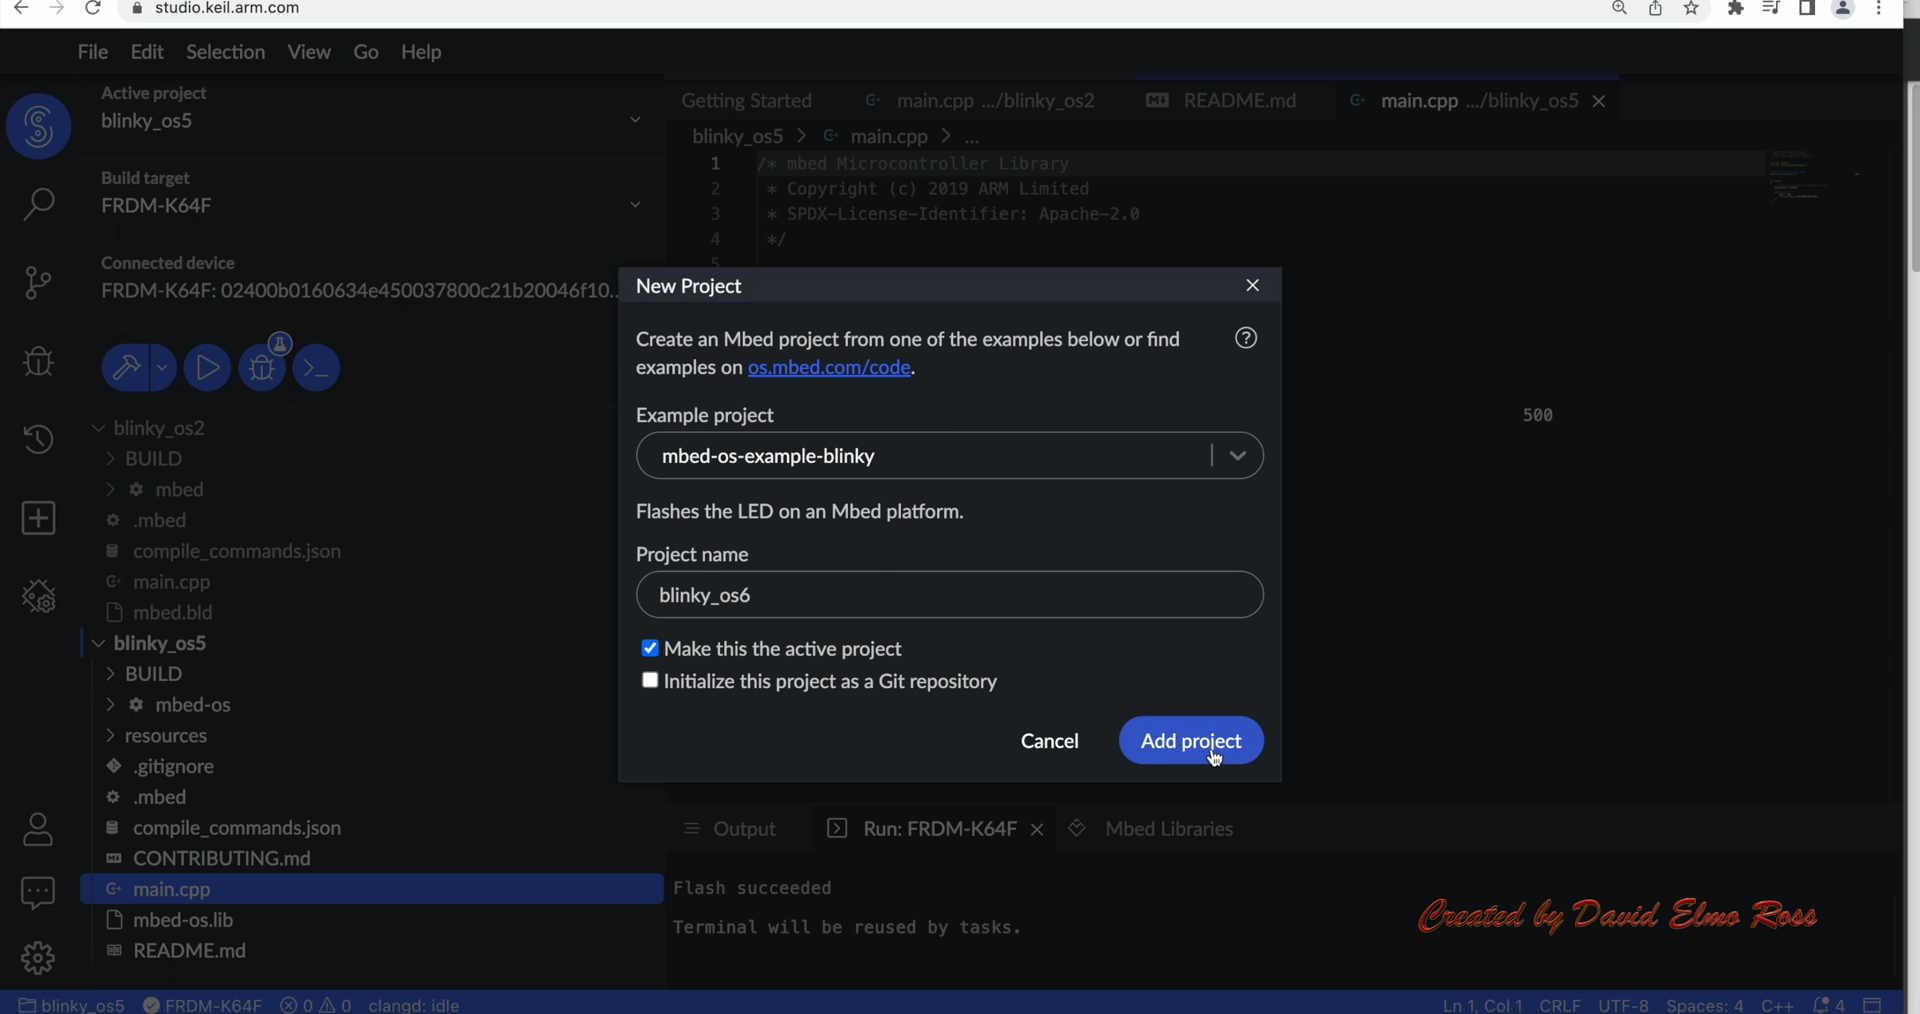 studio.keil.arm.com
File Edit Selection View Go Help
Active project
blinky_os5
Build target
FRDM-K64F
Connected device
FRDM-K64F: 02400b0160634e450037800c21b20046f10...
blinky_os2
BUILD
mbed
.mbed
compile_commands.json
main.cpp
mbed.bld
blinky_os5
BUILD
mbed-os
resources
.gitignore
.mbed
compile_commands.json
CONTRIBUTING.md
main.cpp
mbed-os.lib
README.md
Getting Started main.cpp .../blinky_os2 README.md main.cpp .../blinky_os5
blinky_os5 > main.cpp > ...
1 /* mbed Microcontroller Library
2 * Copyright (c) 2019 ARM Limited
3 * SPDX-License-Identifier: Apache-2.0
4 */
5
500
New Project
Create an Mbed project from one of the examples below or find
examples on os.mbed.com/code.
Example project
mbed-os-example-blinky
Flashes the LED on an Mbed platform.
Project name
blinky_os6
Make this the active project
Initialize this project as a Git repository
Cancel Add project
Output Run: FRDM-K64F Mbed Libraries
Flash succeeded
Terminal will be reused by tasks.
Created by David Elmo Ross
blinky_os5 FRDM-K64F 0 0 clangd: idle Ln 1, Col 1 CRLF UTF-8 Spaces: 4 C++ 4